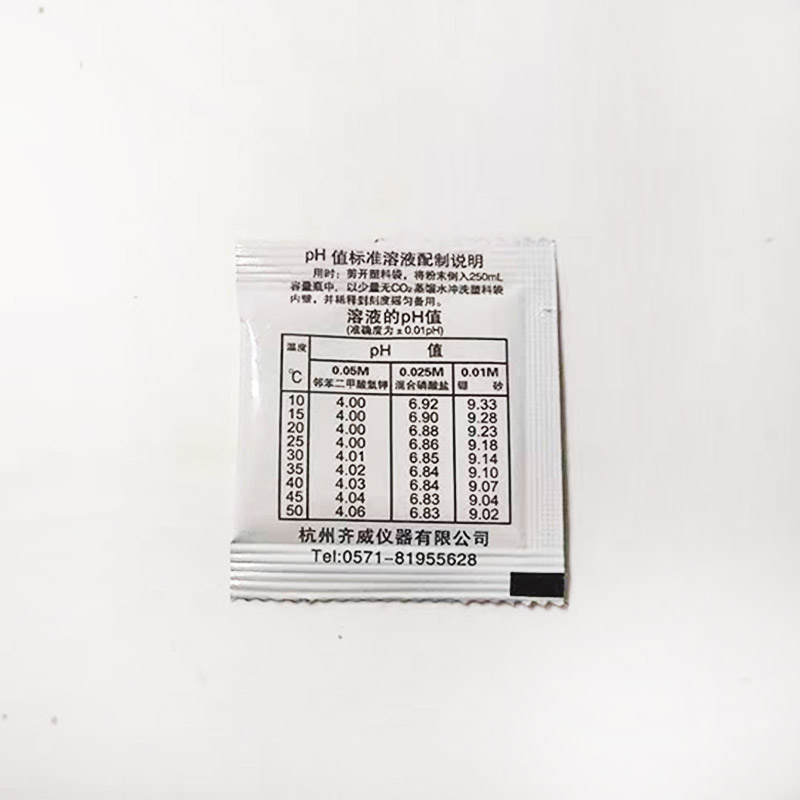 pH 值标准溶液配制说明
用时：剪开塑料袋，将粉末倒入250mL
容量瓶中，以少量无CO₂蒸馏水冲洗塑料袋
内壁，并稀释到刻度摇匀备用。
溶液的pH值
(准确度为±0.01pH)
温度 ℃ pH 值
0.05M 0.025M 0.01M
邻苯二甲酸氢钾 混合磷酸盐 硼 砂
10 4.00 6.92 9.33
15 4.00 6.90 9.28
20 4.00 6.88 9.23
25 4.00 6.86 9.18
30 4.01 6.85 9.14
35 4.02 6.84 9.10
40 4.03 6.84 9.07
45 4.04 6.83 9.04
50 4.06 6.83 9.02
杭州齐威仪器有限公司
Tel:0571-81955628